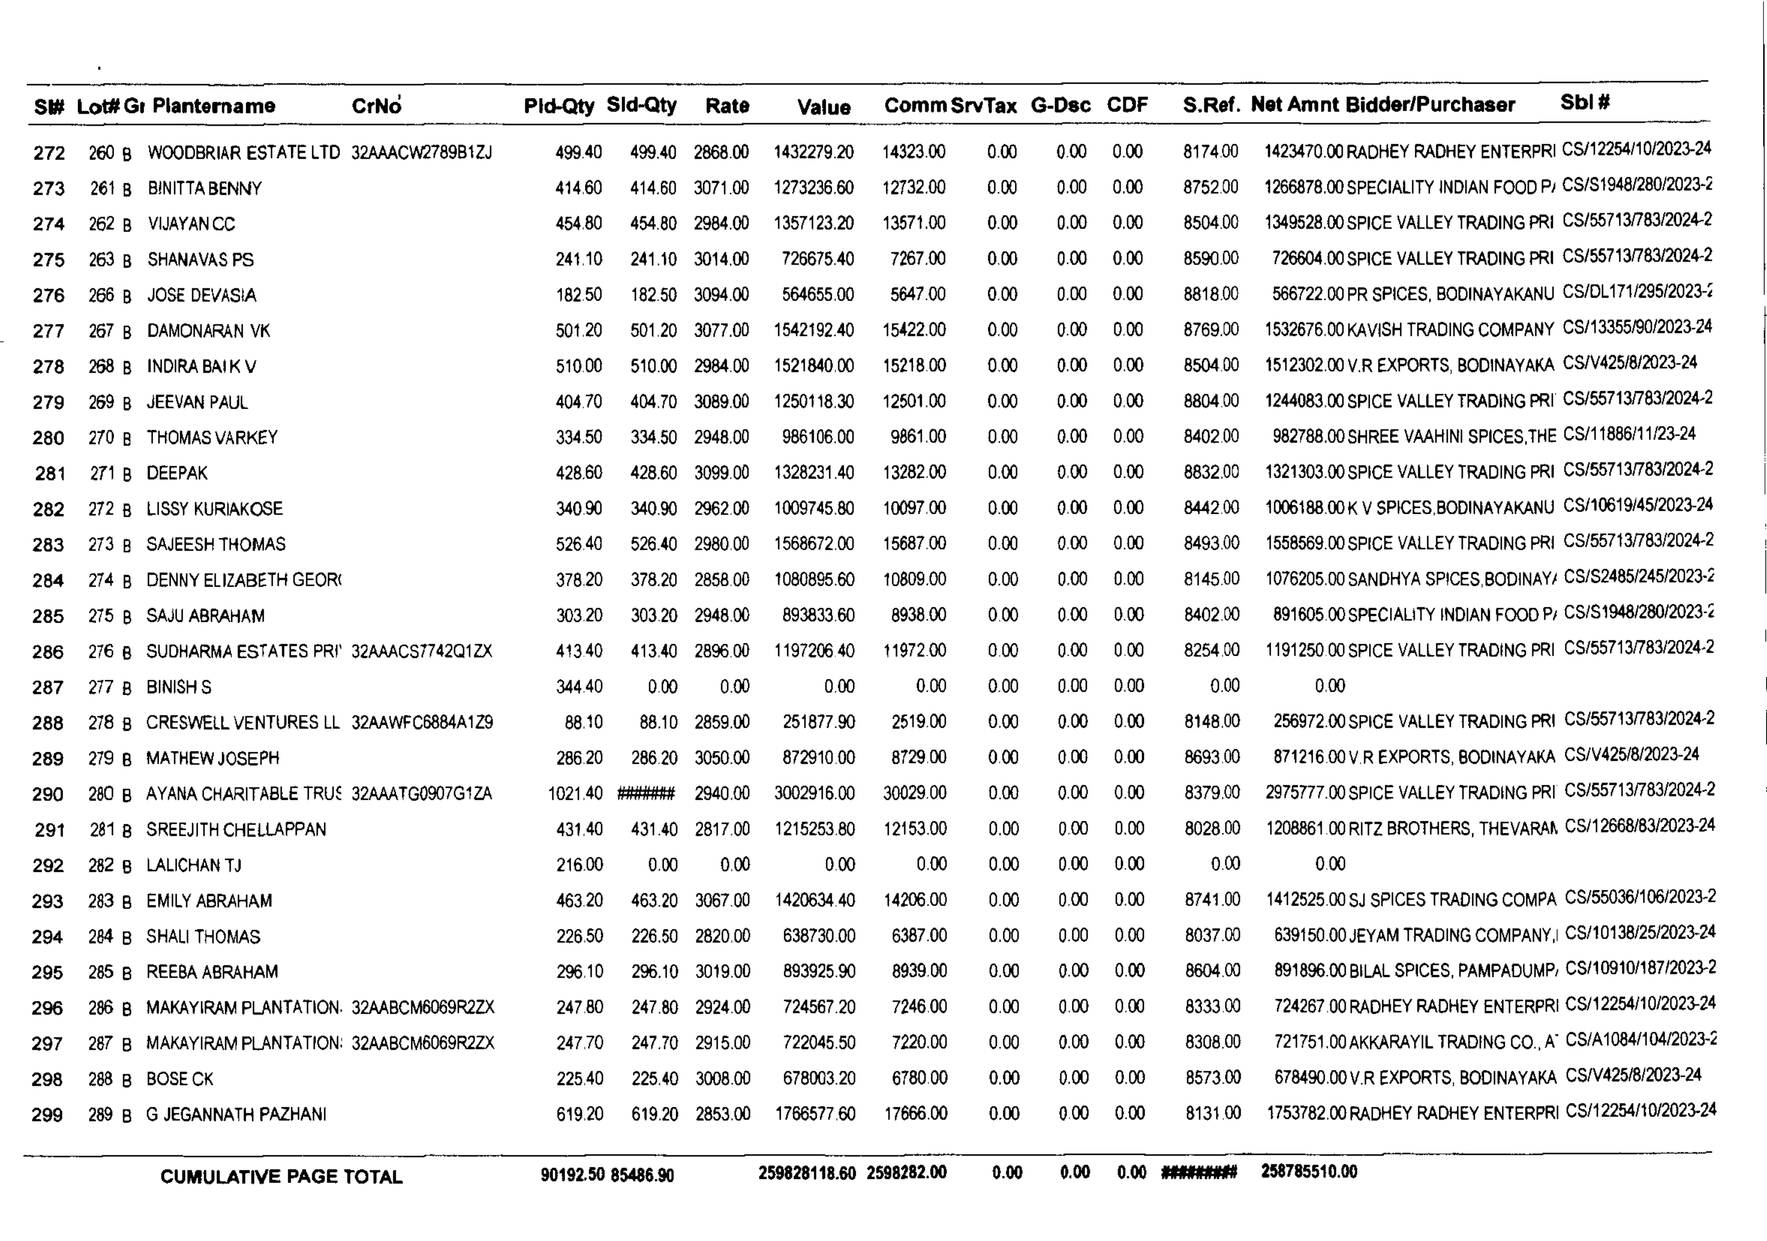 Sl# Lot# Gr Plantername CrNo Pld-Qty Sld-Qty Rate Value Comm SrvTax G-Dsc CDF S.Ref. Net Amnt Bidder/Purchaser Sbl #
272 260 B WOODBRIAR ESTATE LTD 32AAACW2789B1ZJ 499.40 499.40 2868.00 1432279.20 14323.00 0.00 0.00 0.00 8174.00 1423470.00 RADHEY RADHEY ENTERPRI CS/12254/10/2023-24
273 261 B BINITTA BENNY 414.60 414.60 3071.00 1273236.60 12732.00 0.00 0.00 0.00 8752.00 1266878.00 SPECIALITY INDIAN FOOD PA CS/S1948/280/2023-2
274 262 B VIJAYAN CC 454.80 454.80 2984.00 1357123.20 13571.00 0.00 0.00 0.00 8504.00 1349528.00 SPICE VALLEY TRADING PRI CS/55713/783/2024-2
275 263 B SHANAVAS PS 241.10 241.10 3014.00 726675.40 7267.00 0.00 0.00 0.00 8590.00 726604.00 SPICE VALLEY TRADING PRI CS/55713/783/2024-2
276 266 B JOSE DEVASIA 182.50 182.50 3094.00 564655.00 5647.00 0.00 0.00 0.00 8818.00 566722.00 PR SPICES, BODINAYAKANU CS/DL171/295/2023-2
277 267 B DAMONARAN VK 501.20 501.20 3077.00 1542192.40 15422.00 0.00 0.00 0.00 8769.00 1532676.00 KAVISH TRADING COMPANY CS/13355/90/2023-24
278 268 B INDIRA BAI K V 510.00 510.00 2984.00 1521840.00 15218.00 0.00 0.00 0.00 8504.00 1512302.00 V.R EXPORTS, BODINAYAKA CS/V425/8/2023-24
279 269 B JEEVAN PAUL 404.70 404.70 3089.00 1250118.30 12501.00 0.00 0.00 0.00 8804.00 1244083.00 SPICE VALLEY TRADING PRI CS/55713/783/2024-2
280 270 B THOMAS VARKEY 334.50 334.50 2948.00 986106.00 9861.00 0.00 0.00 0.00 8402.00 982788.00 SHREE VAAHINI SPICES,THE CS/11886/11/23-24
281 271 B DEEPAK 428.60 428.60 3099.00 1328231.40 13282.00 0.00 0.00 0.00 8832.00 1321303.00 SPICE VALLEY TRADING PRI CS/55713/783/2024-2
282 272 B LISSY KURIAKOSE 340.90 340.90 2962.00 1009745.80 10097.00 0.00 0.00 0.00 8442.00 1006188.00 K V SPICES,BODINAYAKANU CS/10619/45/2023-24
283 273 B SAJEESH THOMAS 526.40 526.40 2980.00 1568672.00 15687.00 0.00 0.00 0.00 8493.00 1558569.00 SPICE VALLEY TRADING PRI CS/55713/783/2024-2
284 274 B DENNY ELIZABETH GEOR 378.20 378.20 2858.00 1080895.60 10809.00 0.00 0.00 0.00 8145.00 1076205.00 SANDHYA SPICES,BODINAYA CS/S2485/245/2023-2
285 275 B SAJU ABRAHAM 303.20 303.20 2948.00 893833.60 8938.00 0.00 0.00 0.00 8402.00 891605.00 SPECIALITY INDIAN FOOD PA CS/S1948/280/2023-2
286 276 B SUDHARMA ESTATES PRI 32AAACS7742Q1ZX 413.40 413.40 2896.00 1197206.40 11972.00 0.00 0.00 0.00 8254.00 1191250.00 SPICE VALLEY TRADING PRI CS/55713/783/2024-2
287 277 B BINISH S 344.40 0.00 0.00 0.00 0.00 0.00 0.00 0.00 0.00 0.00
288 278 B CRESWELL VENTURES LL 32AAWFC6884A1Z9 88.10 88.10 2859.00 251877.90 2519.00 0.00 0.00 0.00 8148.00 256972.00 SPICE VALLEY TRADING PRI CS/55713/783/2024-2
289 279 B MATHEW JOSEPH 286.20 286.20 3050.00 872910.00 8729.00 0.00 0.00 0.00 8693.00 871216.00 V.R EXPORTS, BODINAYAKA CS/V425/8/2023-24
290 280 B AYANA CHARITABLE TRUS 32AAATG0907G1ZA 1021.40 ####### 2940.00 3002916.00 30029.00 0.00 0.00 0.00 8379.00 2975777.00 SPICE VALLEY TRADING PRI CS/55713/783/2024-2
291 281 B SREEJITH CHELLAPPAN 431.40 431.40 2817.00 1215253.80 12153.00 0.00 0.00 0.00 8028.00 1208861.00 RITZ BROTHERS, THEVARAM CS/12668/83/2023-24
292 282 B LALICHAN TJ 216.00 0.00 0.00 0.00 0.00 0.00 0.00 0.00 0.00 0.00
293 283 B EMILY ABRAHAM 463.20 463.20 3067.00 1420634.40 14206.00 0.00 0.00 0.00 8741.00 1412525.00 SJ SPICES TRADING COMPA CS/55036/106/2023-2
294 284 B SHALI THOMAS 226.50 226.50 2820.00 638730.00 6387.00 0.00 0.00 0.00 8037.00 639150.00 JEYAM TRADING COMPANY, CS/10138/25/2023-24
295 285 B REEBA ABRAHAM 296.10 296.10 3019.00 893925.90 8939.00 0.00 0.00 0.00 8604.00 891896.00 BILAL SPICES, PAMPADUMPA CS/10910/187/2023-2
296 286 B MAKAYIRAM PLANTATION 32AABCM6069R2ZX 247.80 247.80 2924.00 724567.20 7246.00 0.00 0.00 0.00 8333.00 724267.00 RADHEY RADHEY ENTERPRI CS/12254/10/2023-24
297 287 B MAKAYIRAM PLANTATION 32AABCM6069R2ZX 247.70 247.70 2915.00 722045.50 7220.00 0.00 0.00 0.00 8308.00 721751.00 AKKARAYIL TRADING CO., A CS/A1084/104/2023-2
298 288 B BOSE CK 225.40 225.40 3008.00 678003.20 6780.00 0.00 0.00 0.00 8573.00 678490.00 V.R EXPORTS, BODINAYAKA CS/V425/8/2023-24
299 289 B G JEGANNATH PAZHANI 619.20 619.20 2853.00 1766577.60 17666.00 0.00 0.00 0.00 8131.00 1753782.00 RADHEY RADHEY ENTERPRI CS/12254/10/2023-24
CUMULATIVE PAGE TOTAL 90192.50 85486.90 259828118.60 2598282.00 0.00 0.00 0.00 ######### 258785510.00